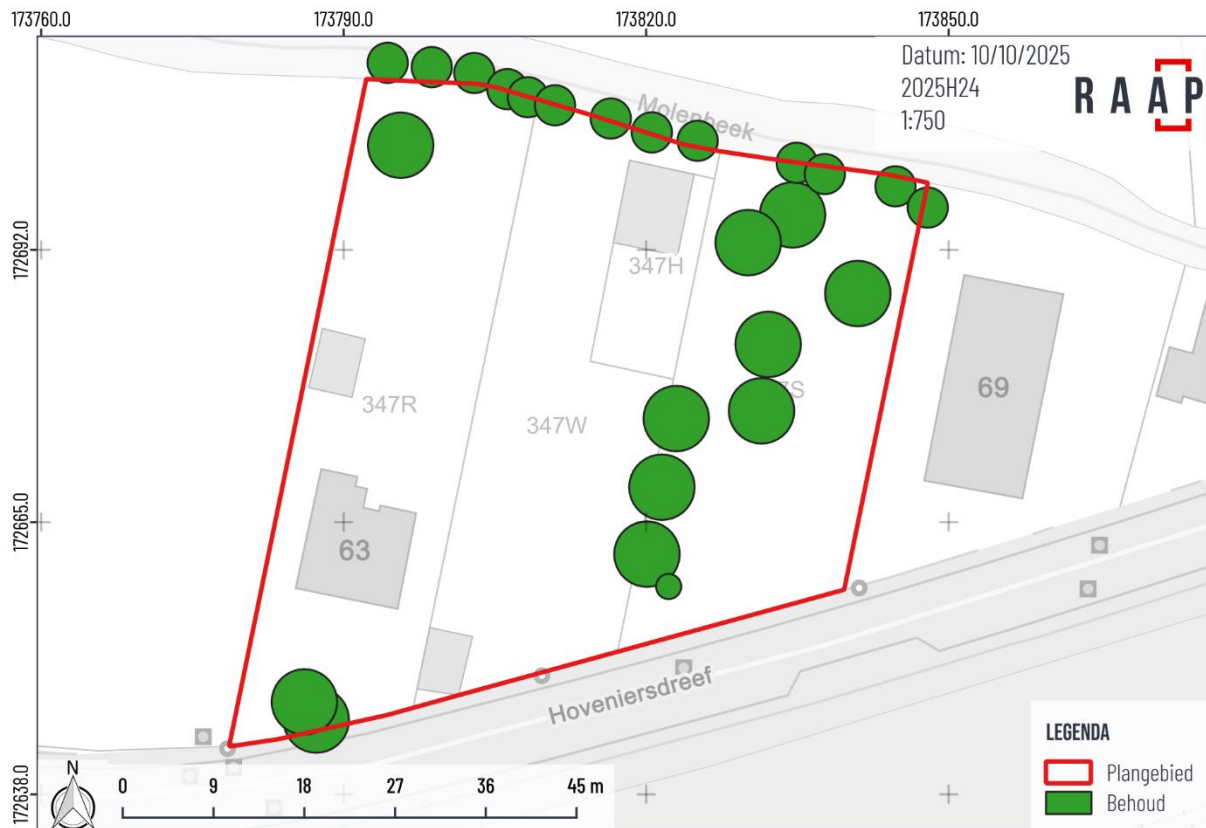 173760.0 173790.0 173820.0 173850.0
Datum: 10/10/2025
2025H24
1:750
RAAP
Molenbeek
172692.0
347H
347R
347W
7S
69
172665.0
63
Hoveniersdreef
172638.0
N
0 9 18 27 36 45 m
LEGENDA
Plangebied
Behoud